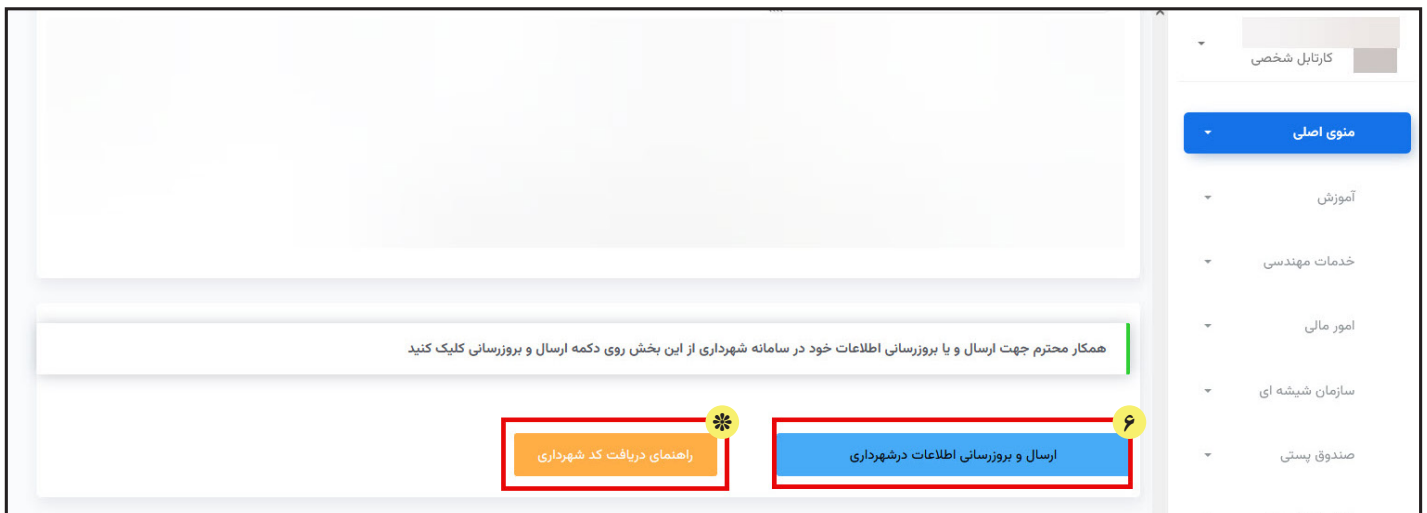 کارتابل شخصی
منوی اصلی
آموزش
خدمات مهندسی
امور مالی
سازمان شیشه ای
صندوق پستی
همکار محترم جهت ارسال و یا بروزرسانی اطلاعات خود در سامانه شهرداری از این بخش روی دکمه ارسال و بروزرسانی کلیک کنید
۶
ارسال و بروزرسانی اطلاعات درشهرداری
*
راهنمای دریافت کد شهرداری